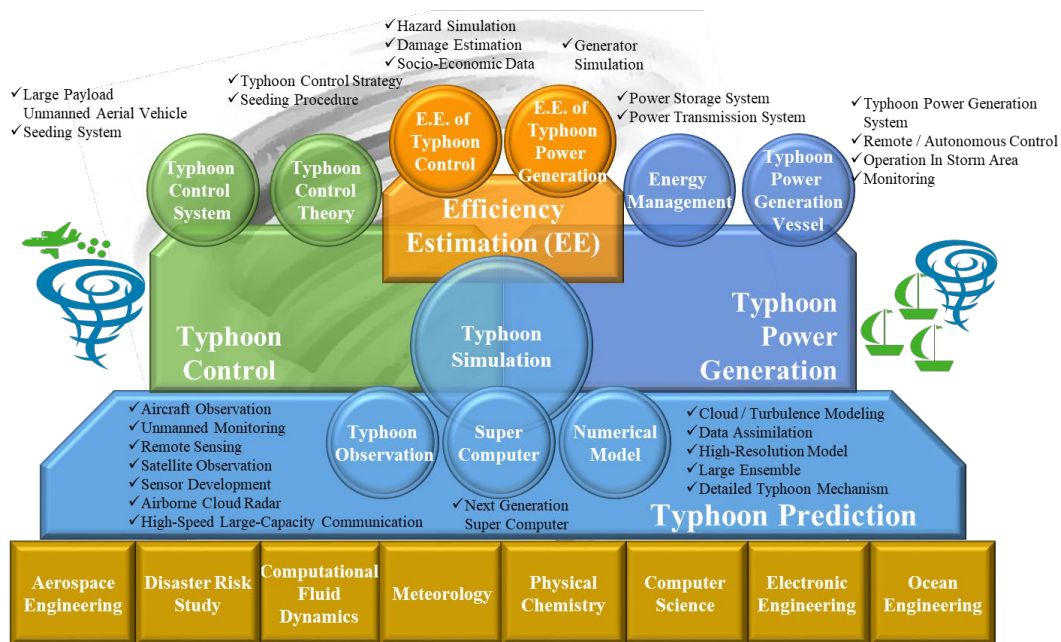 ✓Hazard Simulation
✓Damage Estimation
✓Socio-Economic Data
✓Generator
Simulation
✓Typhoon Control Strategy
✓Seeding Procedure
✓Large Payload
Unmanned Aerial Vehicle
✓Seeding System
✓Power Storage System
✓Power Transmission System
✓Typhoon Power Generation
System
✓Remote / Autonomous Control
✓Operation In Storm Area
✓Monitoring
Typhoon
Control
System
Typhoon
Control
Theory
E.E. of
Typhoon
Control
E.E. of
Typhoon
Power
Generation
Energy
Management
Typhoon
Power
Generation
Vessel
Efficiency
Estimation (EE)
Typhoon
Control
Typhoon
Simulation
Typhoon
Power
Generation
✓Aircraft Observation
✓Unmanned Monitoring
✓Remote Sensing
✓Satellite Observation
✓Sensor Development
✓Airborne Cloud Radar
✓High-Speed Large-Capacity Communication
Typhoon
Observation
Super
Computer
Numerical
Model
✓Next Generation
Super Computer
✓Cloud / Turbulence Modeling
✓Data Assimilation
✓High-Resolution Model
✓Large Ensemble
✓Detailed Typhoon Mechanism
Typhoon Prediction
Aerospace
Engineering
Disaster Risk
Study
Computational
Fluid
Dynamics
Meteorology
Physical
Chemistry
Computer
Science
Electronic
Engineering
Ocean
Engineering